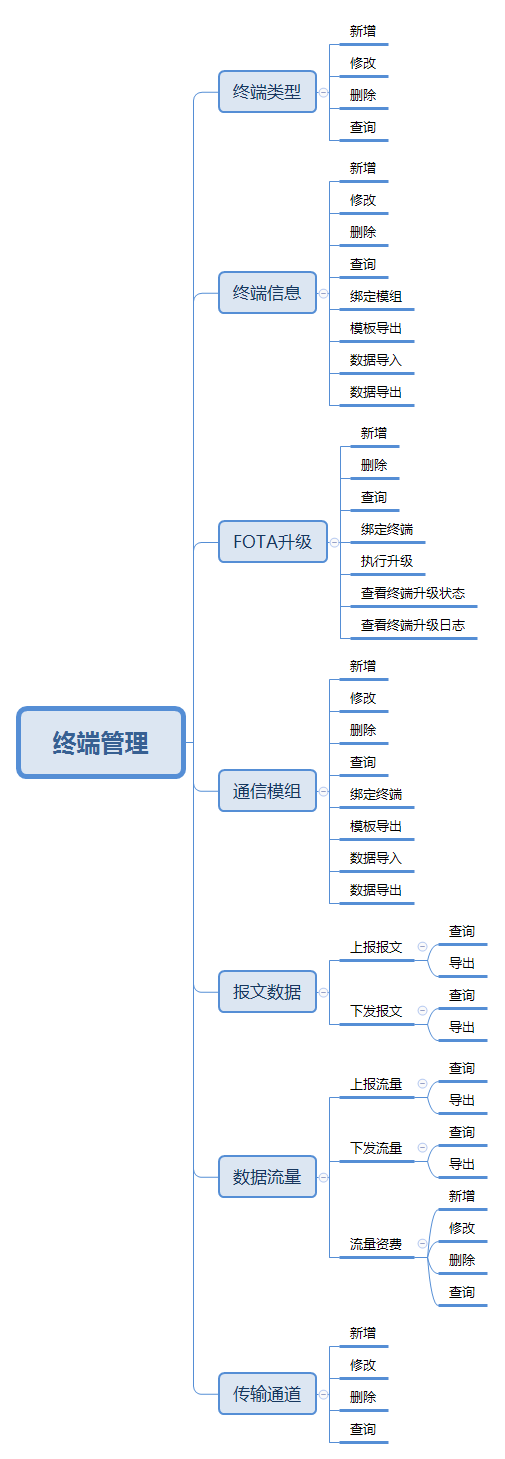 终端管理
终端类型
新增
修改
删除
查询
终端信息
新增
修改
删除
查询
绑定模组
模板导出
数据导入
数据导出
FOTA升级
新增
删除
查询
绑定终端
执行升级
查看终端升级状态
查看终端升级日志
通信模组
新增
修改
删除
查询
绑定终端
模板导出
数据导入
数据导出
报文数据
上报报文
查询
导出
下发报文
查询
导出
数据流量
上报流量
查询
导出
下发流量
查询
导出
流量资费
新增
修改
删除
查询
传输通道
新增
修改
删除
查询